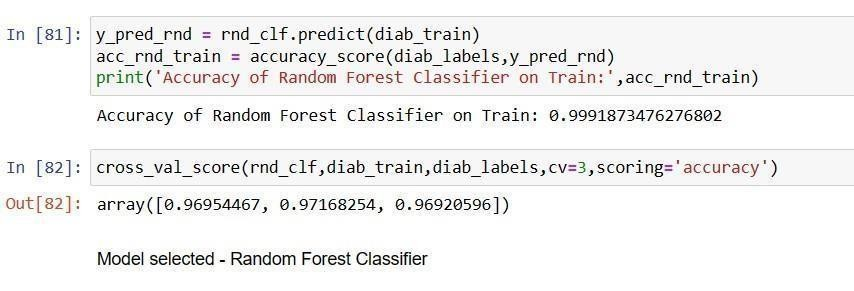 In [81]: y_pred_rnd = rnd_clf.predict(diab_train)
acc_rnd_train = accuracy_score(diab_labels,y_pred_rnd)
print('Accuracy of Random Forest Classifier on Train:',acc_rnd_train)
Accuracy of Random Forest Classifier on Train: 0.9991873476276802
In [82]: cross_val_score(rnd_clf,diab_train,diab_labels,cv=3,scoring='accuracy')
Out[82]: array([0.96954467, 0.97168254, 0.96920596])
Model selected - Random Forest Classifier